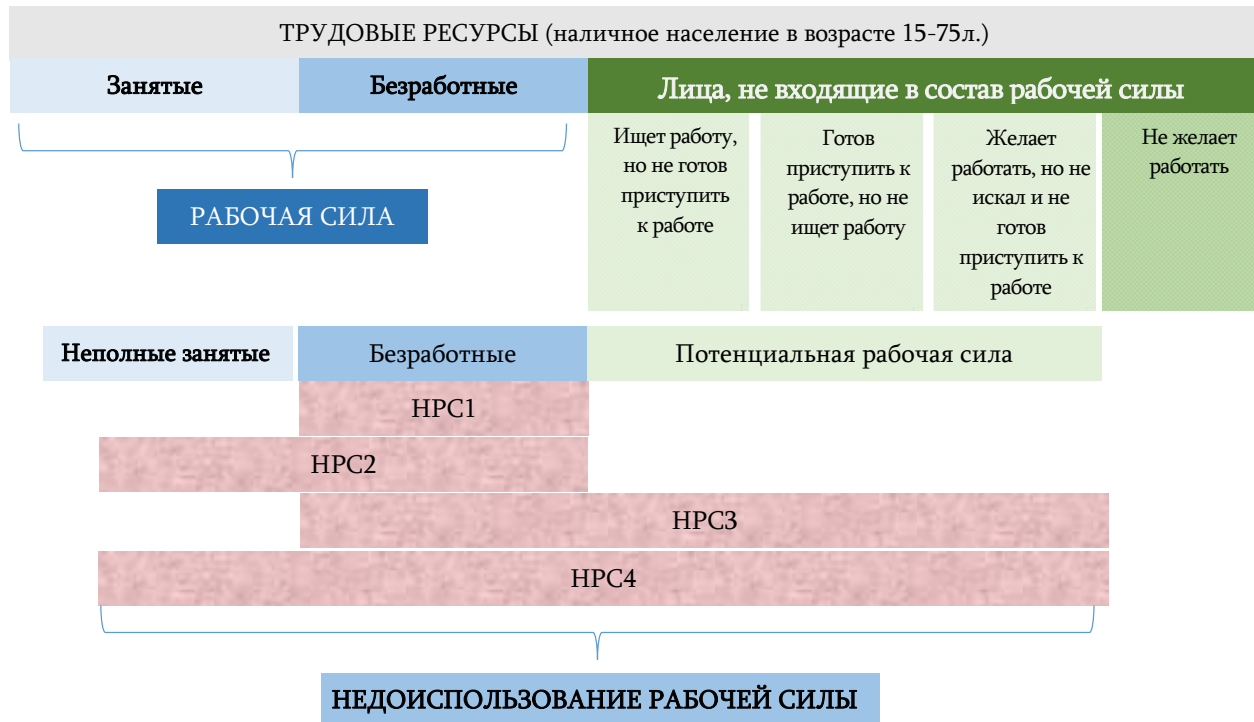 ТРУДОВЫЕ РЕСУРСЫ (наличное население в возрасте 15-75л.)
Занятые
Безработные
Лица, не входящие в состав рабочей силы
Ищет работу,
но не готов
приступить
к работе
Готов
приступить к
работе, но не
ищет работу
Желает
работать, но не
искал и не
готов
приступить к
работе
Не желает
работать
РАБОЧАЯ СИЛА
Неполные занятые
Безработные
Потенциальная рабочая сила
НРС1
НРС2
НРС3
НРС4
НЕДОИСПОЛЬЗОВАНИЕ РАБОЧЕЙ СИЛЫ